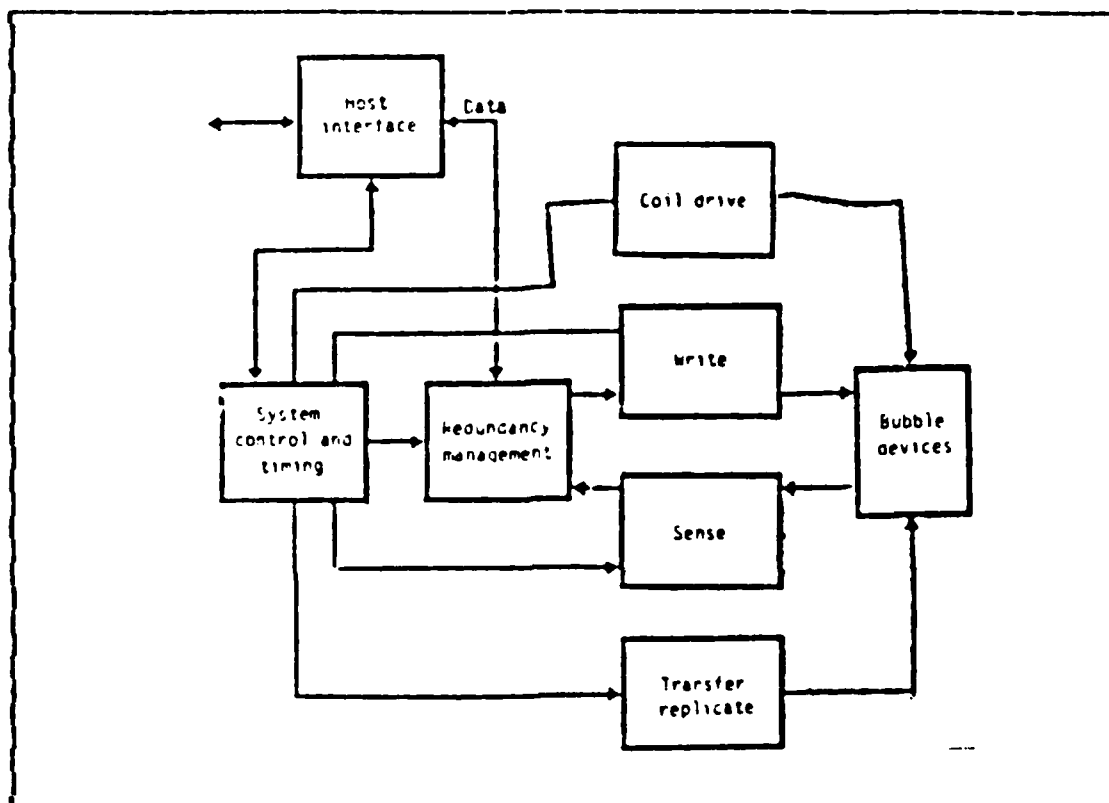 Host
interface
Data
Coil drive
Write
System
control and
timing
Redundancy
management
Bubble
devices
Sense
Transfer
replicate